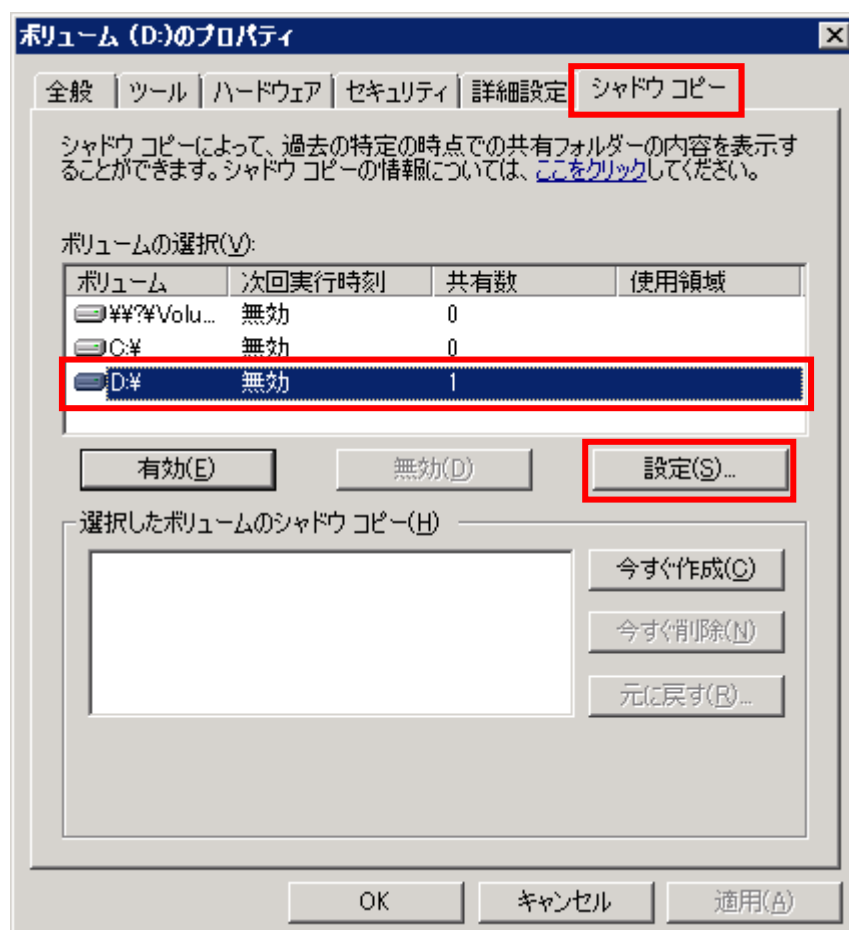 ボリューム (D:)のプロパティ
全般 ツール ハードウェア セキュリティ 詳細設定 シャドウ コピー
シャドウ コピーによって、過去の特定の時点での共有フォルダーの内容を表示す
ることができます。シャドウ コピーの情報については、ここをクリックしてください。
ボリュームの選択(V):
ボリューム 次回実行時刻 共有数 使用領域
¥¥?¥Volu... 無効 0
C:¥ 無効 0
D:¥ 無効 1
有効(E) 無効(D) 設定(S)...
選択したボリュームのシャドウ コピー(H)
今すぐ作成(C)
今すぐ削除(N)
元に戻す(R)...
OK キャンセル 適用(A)